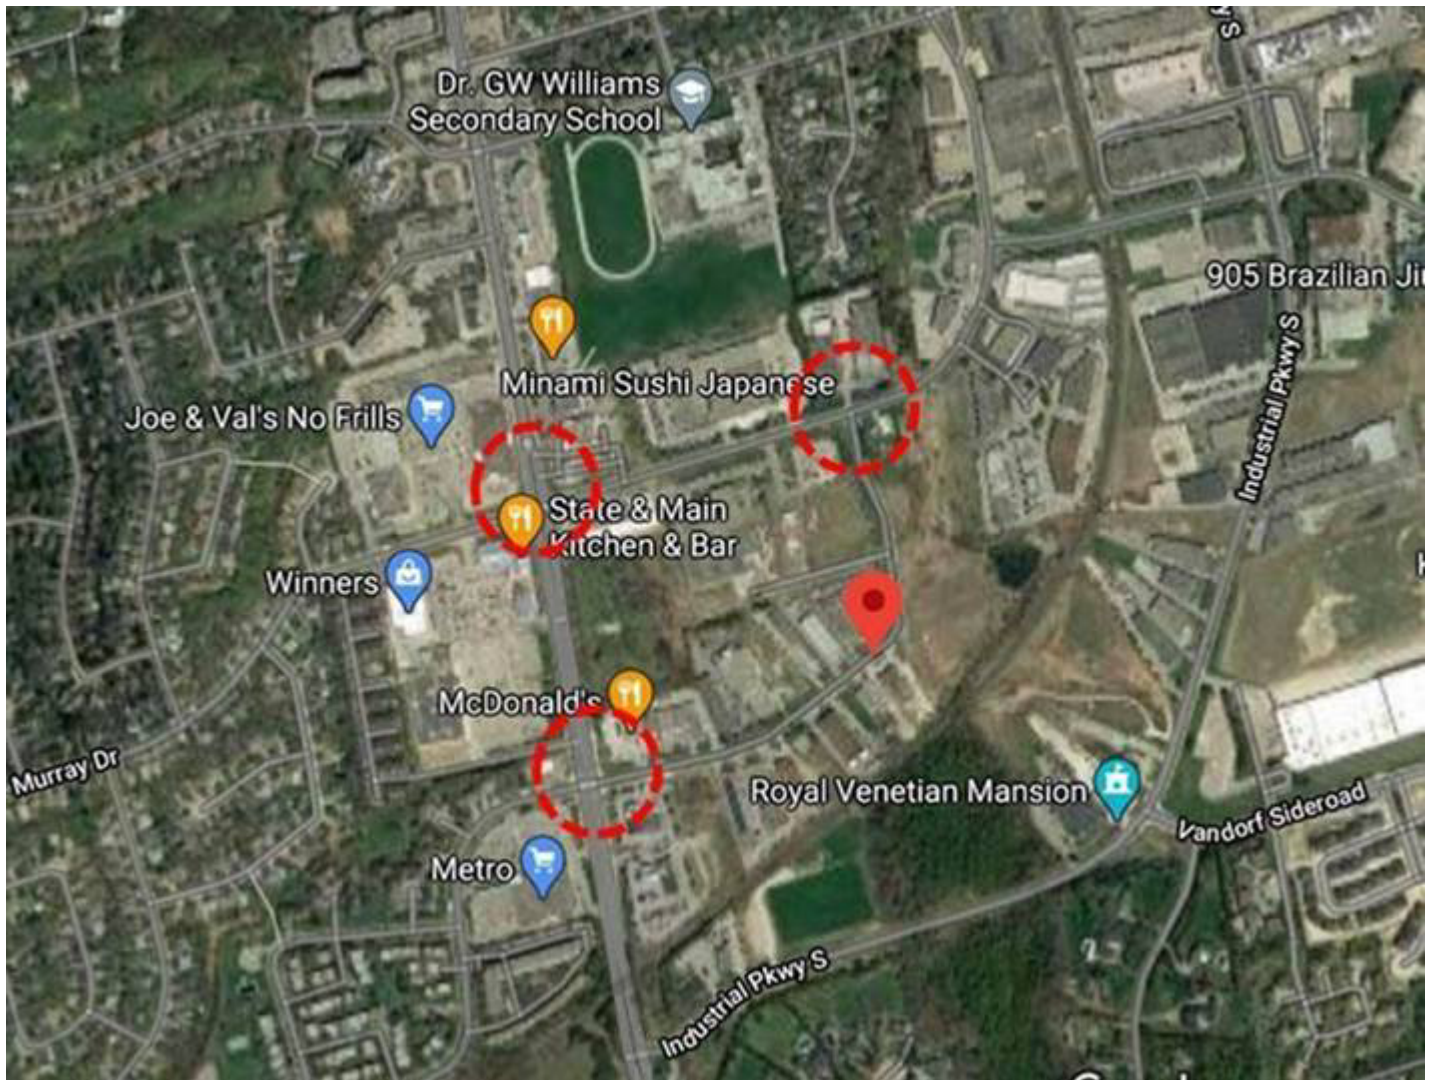 S
Dr. GW Williams
Secondary School
905 Brazilian Ji
Minami Sushi Japanese
Joe & Val's No Frills
Industrial Pkwy S
State & Main
Kitchen & Bar
Winners
McDonald's
Murray Dr
Royal Venetian Mansion
Vandorf Sideroad
Metro
Industrial Pkwy S